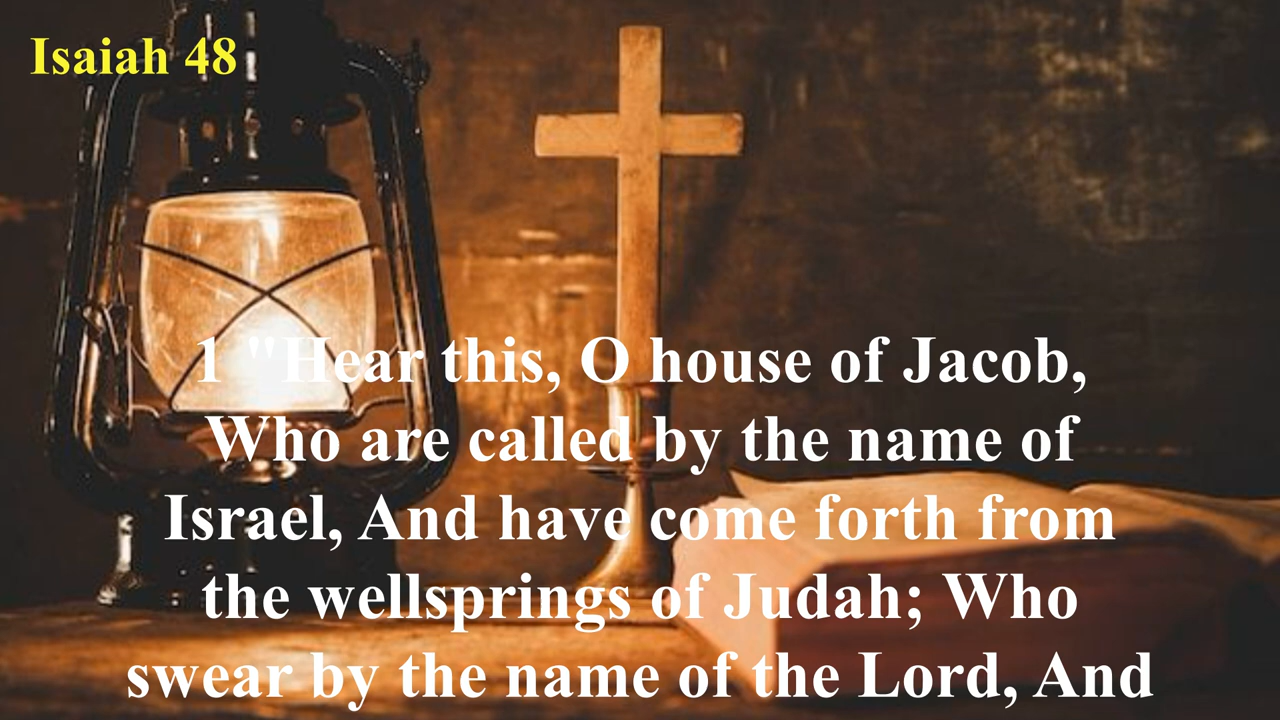 Isaiah 48
1 "Hear this, O house of Jacob,
Who are called by the name of
Israel, And have come forth from
the wellsprings of Judah; Who
swear by the name of the Lord, And